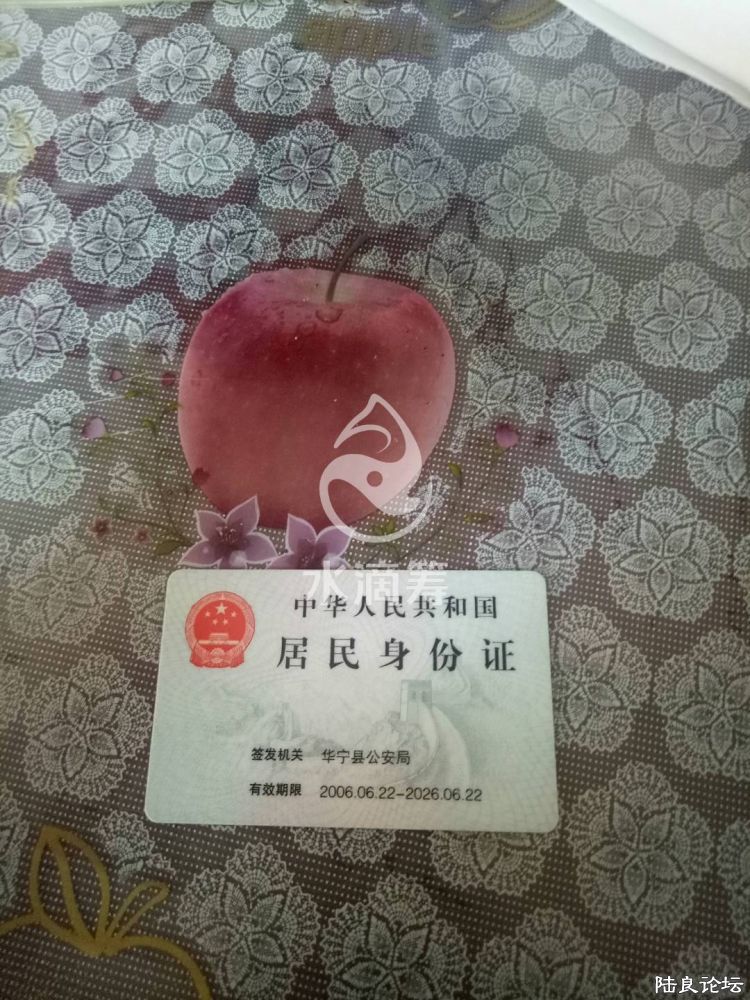 水滴筹
中华人民共和国
居民身份证
签发机关 华宁县公安局
有效期限 2006.06.22-2026.06.22
陆良论坛